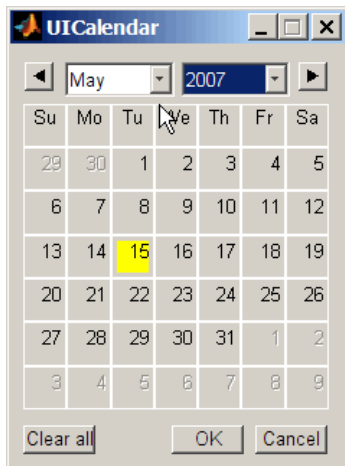 UICalendar
May 2007
Su Mo Tu We Th Fr Sa
29 30 1 2 3 4 5
6 7 8 9 10 11 12
13 14 15 16 17 18 19
20 21 22 23 24 25 26
27 28 29 30 31 1 2
3 4 5 6 7 8 9
Clear all OK Cancel